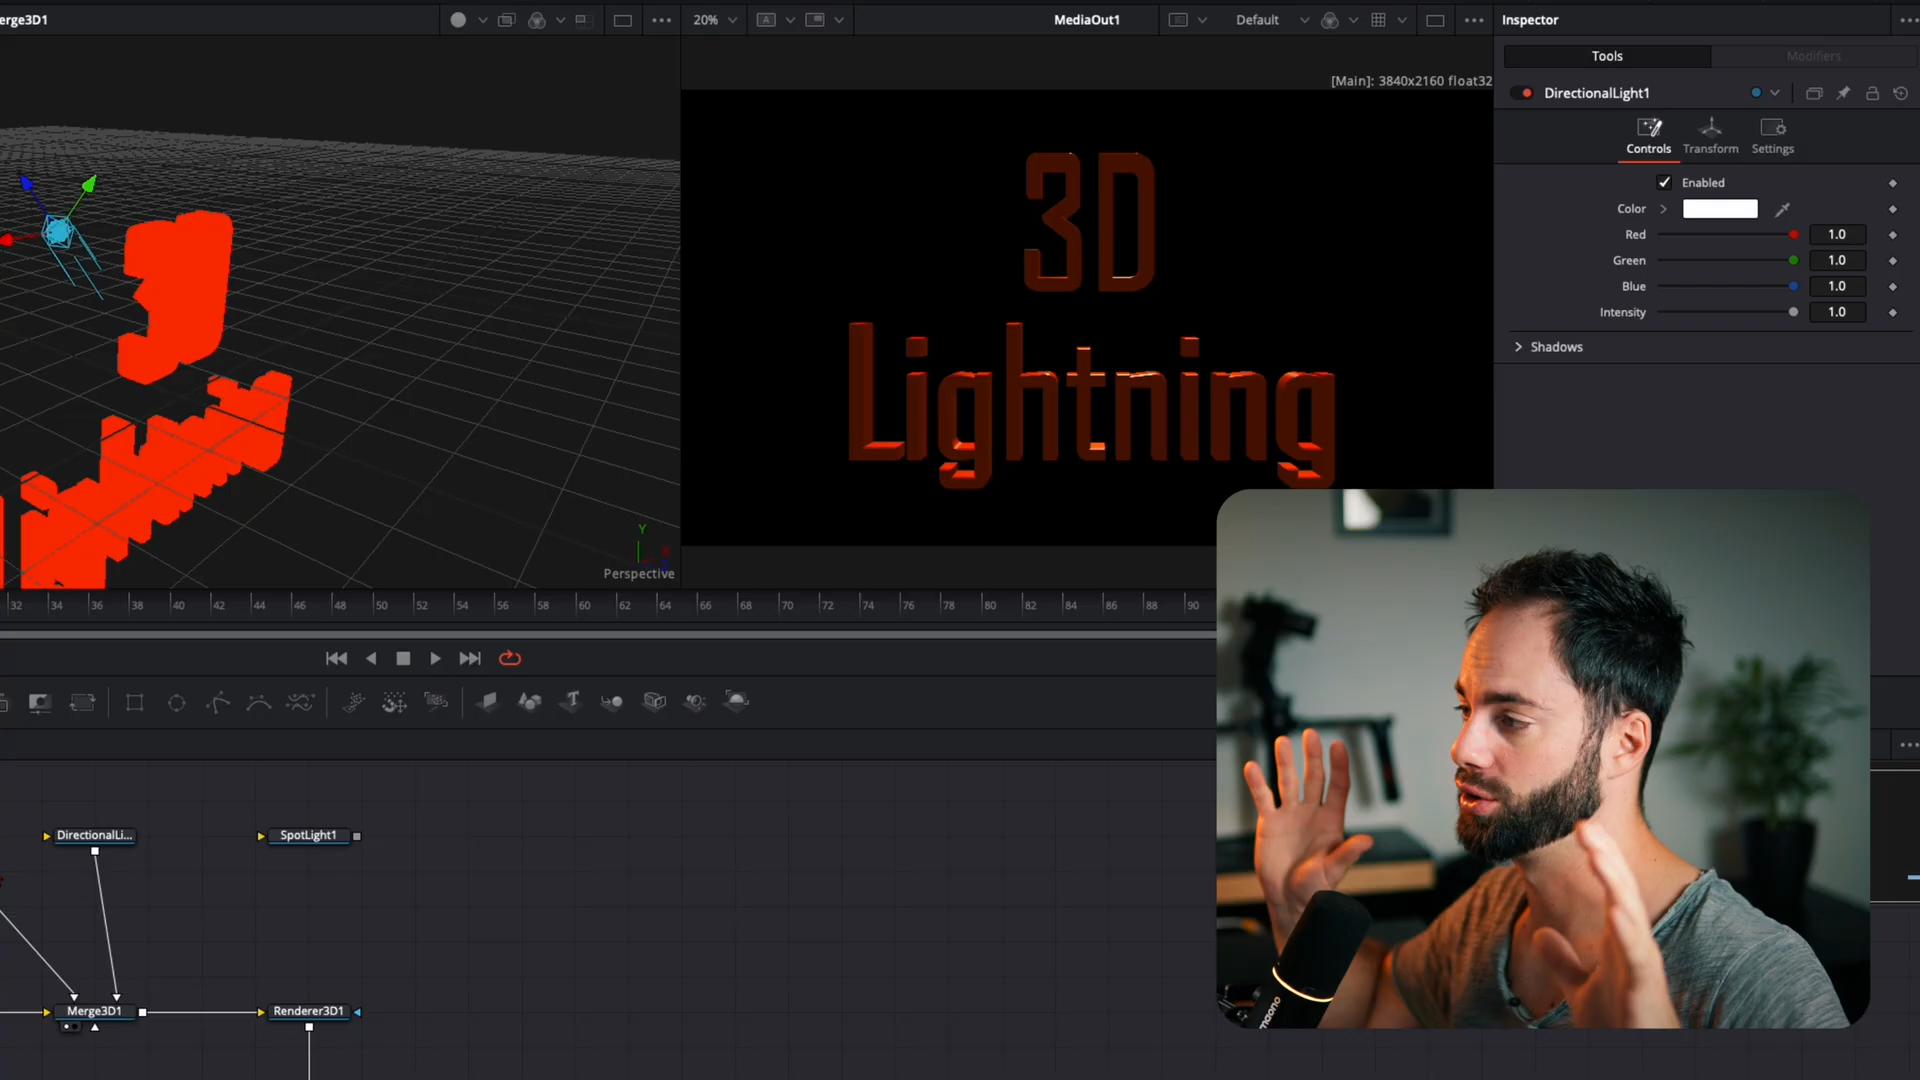 erge3D1
20%
MediaOut1
Default
Inspector
Tools
Modifiers
[Main]: 3840x2160 float32
DirectionalLight1
Controls
Transform
Settings
Enabled
Color
Red
1.0
Green
1.0
Blue
1.0
Intensity
1.0
Shadows
3D
Lightning
Y
Perspective
32 34 36 38 40 42 44 46 48 50 52 54 56 58 60 62 64 66 68 70 72 74 76 78 80 82 84 86 88 90
T
DirectionalLi...
SpotLight1
Merge3D1
Renderer3D1
maono